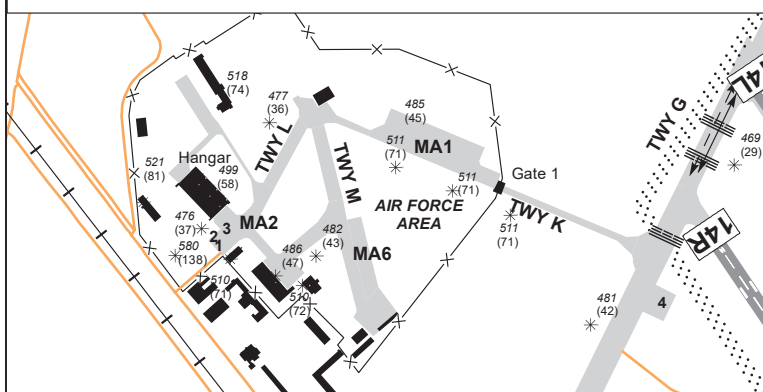 518
(74)
477
(36)
485
(45)
14L
TWY G
469
(29)
TWY L
511
(71)
MA1
521
(81)
Hangar
499
(58)
TWY M
511
(71)
Gate 1
AIR FORCE
AREA
TWY K
476
(37)
3
2
1
MA2
482
(43)
511
(71)
14R
580
(138)
486
(47)
MA6
510
(71)
510
(72)
481
(42)
4